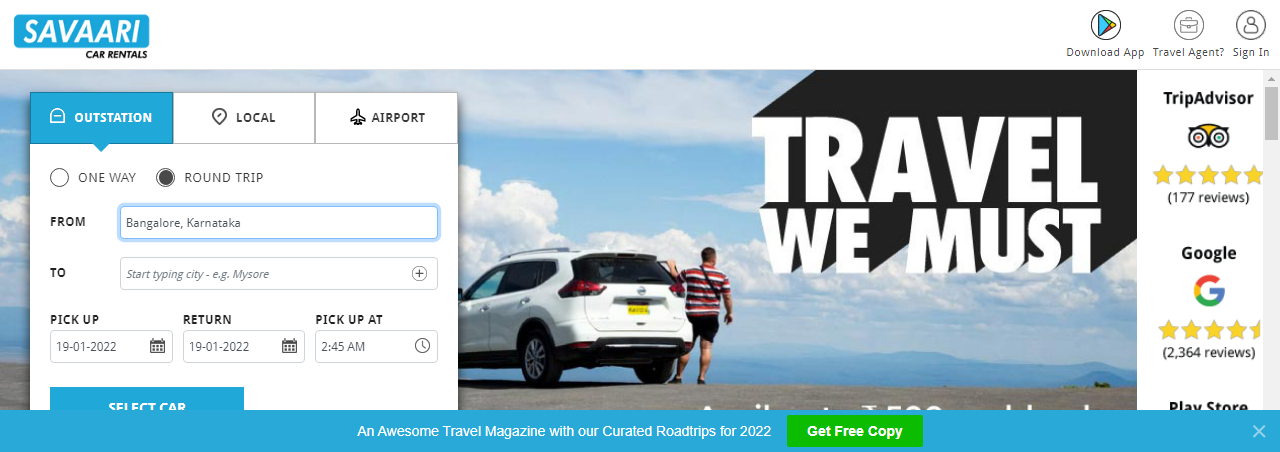 SAVAARI
CAR RENTALS
Download App
Travel Agent?
Sign In
OUTSTATION
LOCAL
AIRPORT
ONE WAY
ROUND TRIP
FROM
Bangalore, Karnataka
TO
Start typing city - e.g. Mysore
PICK UP
RETURN
PICK UP AT
19-01-2022
19-01-2022
2:45 AM
SELECT CAR
TRAVEL
WE MUST
TripAdvisor
(177 reviews)
Google
(2,364 reviews)
Play Store
An Awesome Travel Magazine with our Curated Roadtrips for 2022
Get Free Copy